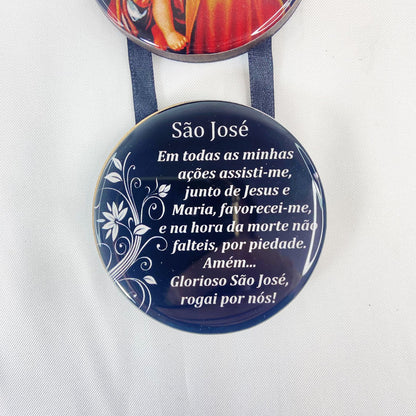 São José
Em todas as minhas
ações assisti-me,
junto de Jesus e
Maria, favorecei-me,
e na hora da morte não
falteis, por piedade.
Amém...
Glorioso São José,
rogai por nós!